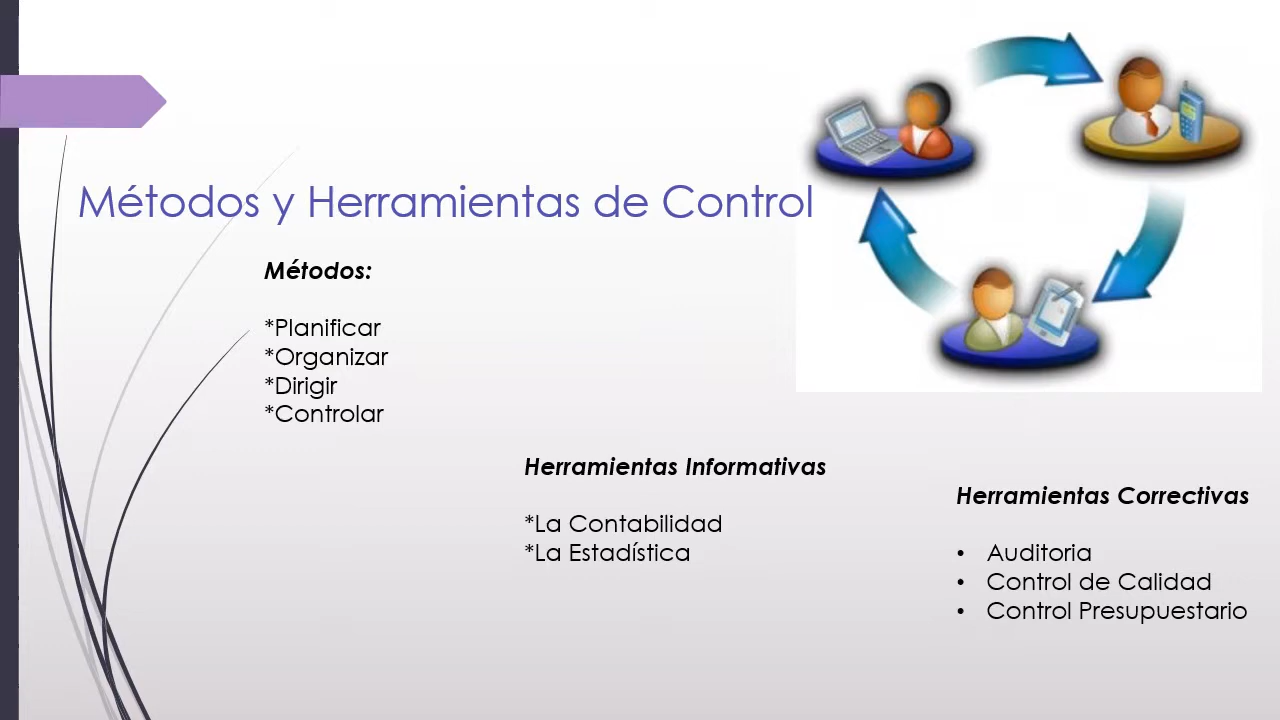 Métodos y Herramientas de Control
Métodos:
*Planificar
*Organizar
*Dirigir
*Controlar
Herramientas Informativas
*La Contabilidad
*La Estadística
Herramientas Correctivas
• Auditoria
• Control de Calidad
• Control Presupuestario